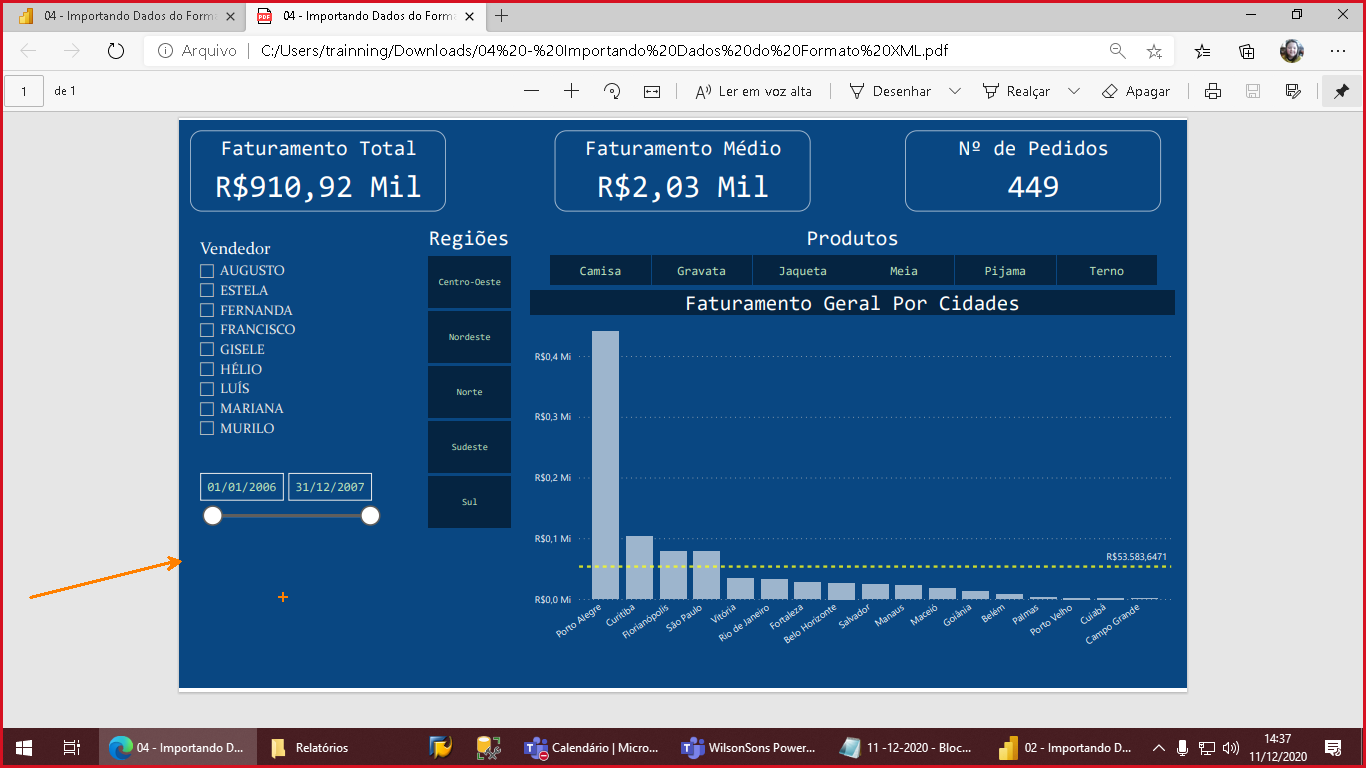 04 - Importando Dados do Forma
04 - Importando Dados do Form
Arquivo
C:/Users/trainning/Downloads/04%20-%20Importando%20Dados%20do%20Formato%20XML.pdf
1
de 1
Ler em voz alta
Desenhar
Realçar
Apagar
Faturamento Total
R$910,92 Mil
Faturamento Médio
R$2,03 Mil
Nº de Pedidos
449
Vendedor
AUGUSTO
ESTELA
FERNANDA
FRANCISCO
GISELE
HÉLIO
LUÍS
MARIANA
MURILO
01/01/2006 31/12/2007
Regiões
Centro-Oeste
Nordeste
Norte
Sudeste
Sul
Produtos
Camisa Gravata Jaqueta Meia Pijama Terno
Faturamento Geral Por Cidades
R$0,4 Mi
R$0,3 Mi
R$0,2 Mi
R$0,1 Mi
R$0,0 Mi
R$53.583,6471
Porto Alegre
Curitiba
Florianópolis
São Paulo
Vitória
Rio de Janeiro
Fortaleza
Belo Horizonte
Salvador
Manaus
Maceió
Goiânia
Belém
Palmas
Porto Velho
Cuiabá
Campo Grande
04 - Importando D...
Relatórios
Calendário | Micro...
WilsonSons Power...
11 -12-2020 - Bloc...
02 - Importando D...
14:37
11/12/2020